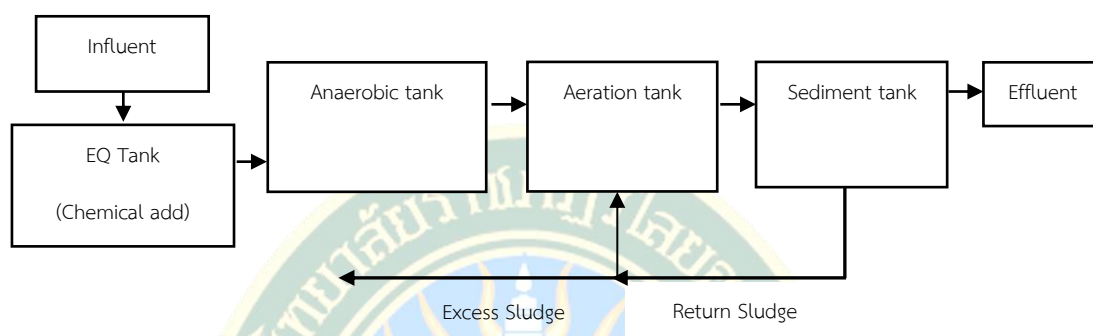 Influent
Anaerobic tank
Aeration tank
Sediment tank
Effluent
EQ Tank
(Chemical add)
Excess Sludge
Return Sludge